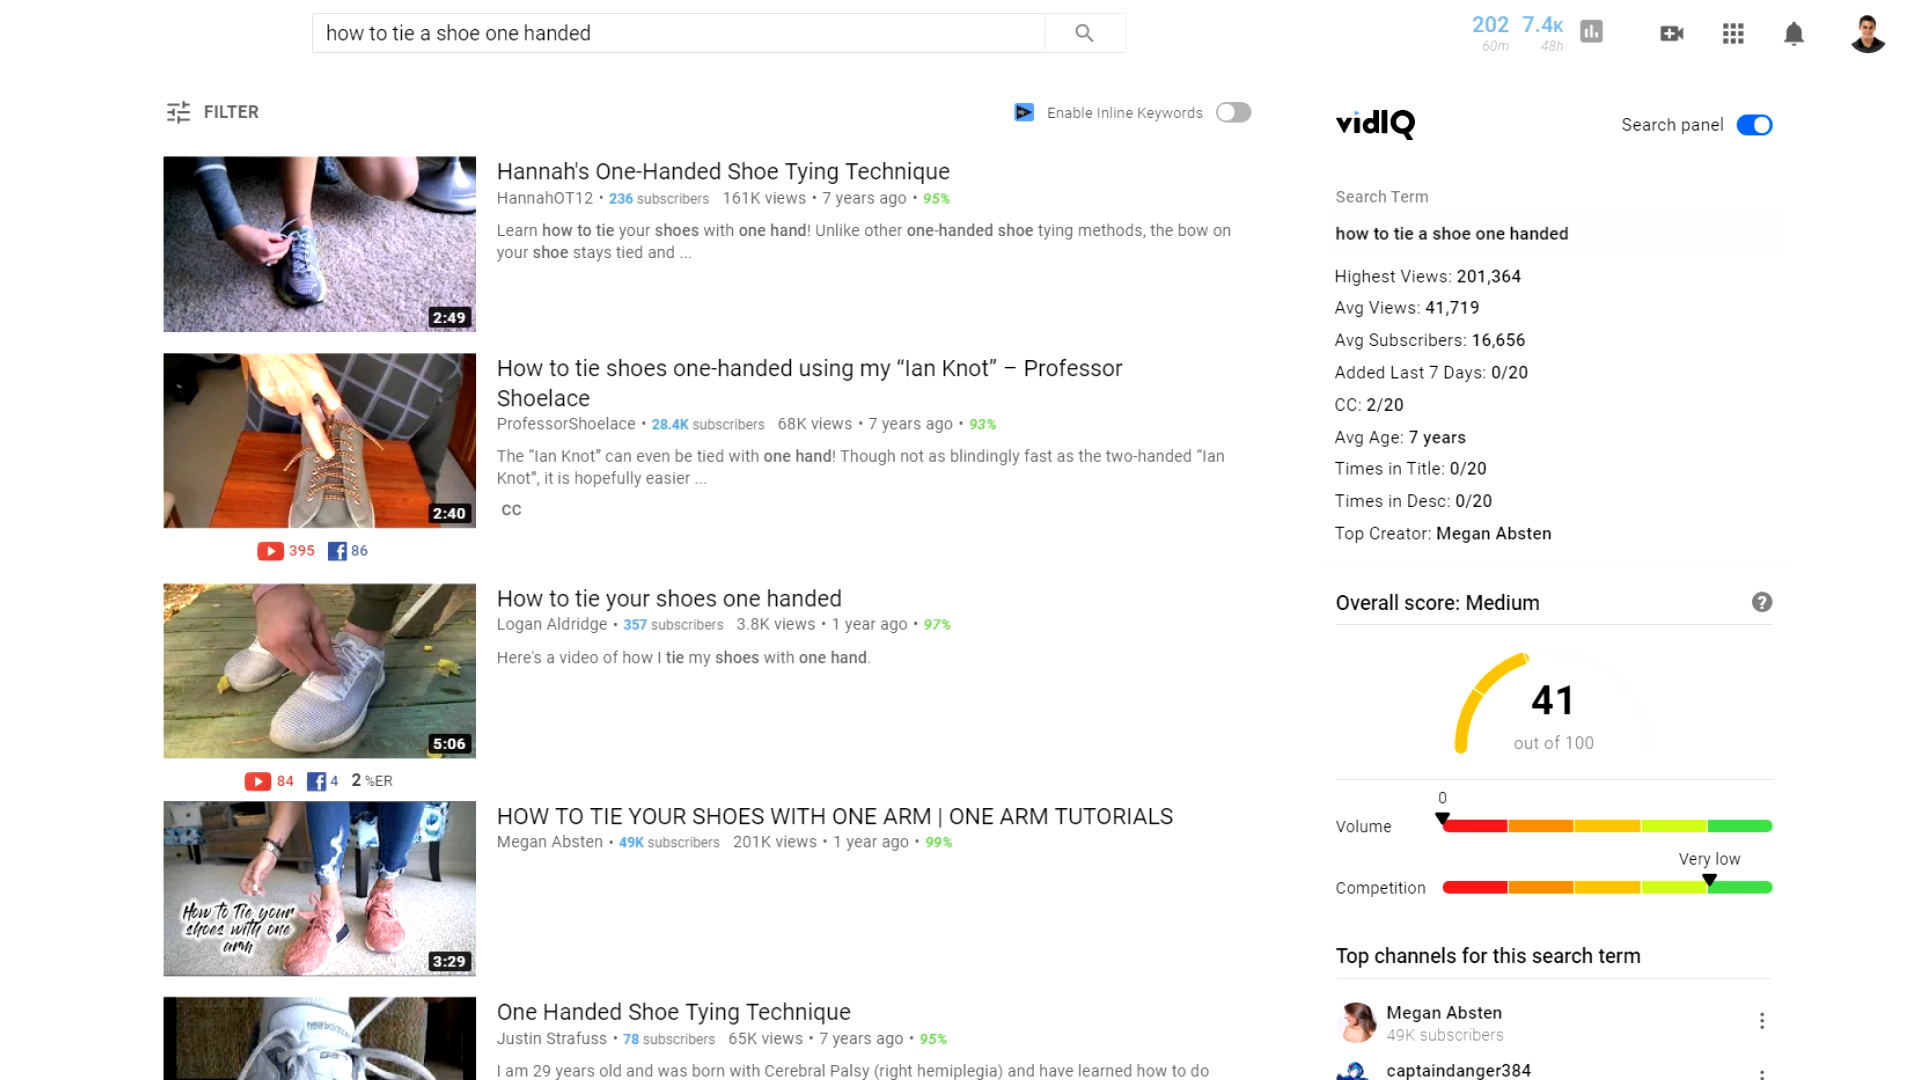 how to tie a shoe one handed
202 7.4K
60m 48h
FILTER
Enable Inline Keywords
2:49
Hannah's One-Handed Shoe Tying Technique
HannahOT12 • 236 subscribers 161K views • 7 years ago • 95%
Learn how to tie your shoes with one hand! Unlike other one-handed shoe tying methods, the bow on
your shoe stays tied and ...
2:40
395 86
How to tie shoes one-handed using my “Ian Knot” – Professor
Shoelace
ProfessorShoelace • 28.4K subscribers 68K views • 7 years ago • 93%
The “Ian Knot” can even be tied with one hand! Though not as blindingly fast as the two-handed “Ian
Knot”, it is hopefully easier ...
CC
5:06
84 4 2 %ER
How to tie your shoes one handed
Logan Aldridge • 357 subscribers 3.8K views • 1 year ago • 97%
Here's a video of how I tie my shoes with one hand.
How to Tie your
shoes with one
arm
3:29
HOW TO TIE YOUR SHOES WITH ONE ARM | ONE ARM TUTORIALS
Megan Absten • 49K subscribers 201K views • 1 year ago • 99%
One Handed Shoe Tying Technique
Justin Strafuss • 78 subscribers 65K views • 7 years ago • 95%
I am 29 years old and was born with Cerebral Palsy (right hemiplegia) and have learned how to do
vidIQ
Search panel
Search Term
how to tie a shoe one handed
Highest Views: 201,364
Avg Views: 41,719
Avg Subscribers: 16,656
Added Last 7 Days: 0/20
CC: 2/20
Avg Age: 7 years
Times in Title: 0/20
Times in Desc: 0/20
Top Creator: Megan Absten
Overall score: Medium
?
41
out of 100
0
Volume
Very low
Competition
Top channels for this search term
Megan Absten
49K subscribers
captaindanger384